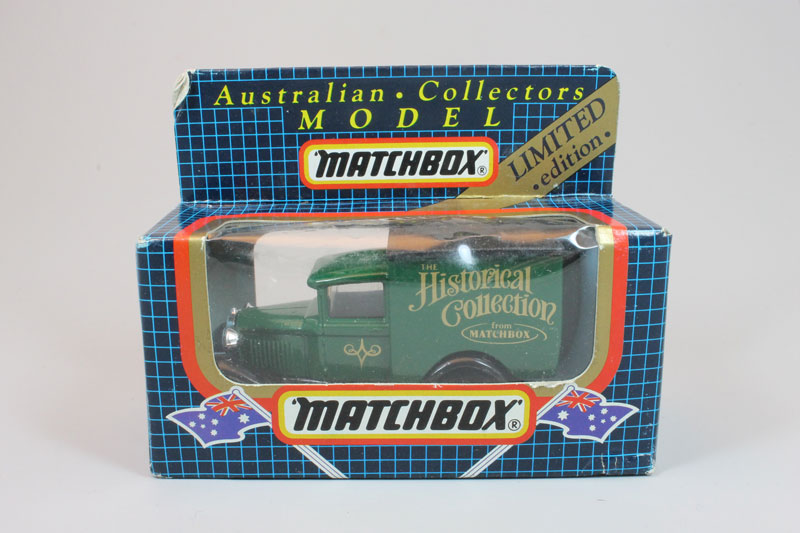 Australian • Collectors
MODEL
LIMITED
•edition•
MATCHBOX®
THE
Historical
Collection
from
MATCHBOX
MATCHBOX®